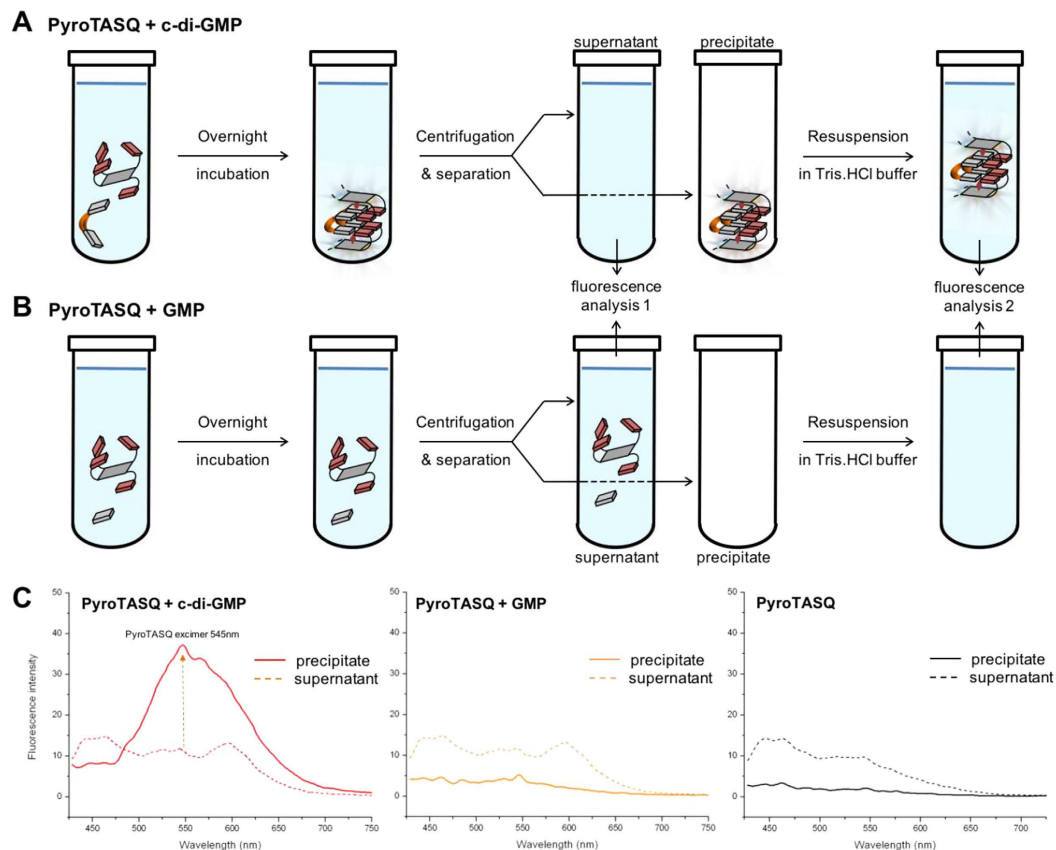 A PyroTASQ + c-di-GMP
supernatant
precipitate
Overnight
incubation
Centrifugation
& separation
Resuspension
in Tris.HCl buffer
fluorescence
analysis 1
fluorescence
analysis 2
B PyroTASQ + GMP
Overnight
incubation
Centrifugation
& separation
Resuspension
in Tris.HCl buffer
supernatant
precipitate
C
PyroTASQ + c-di-GMP
PyroTASQ excimer 545nm
precipitate
supernatant
Fluorescence intensity
50
40
30
20
10
0
450 500 550 600 650 700 750
Wavelength (nm)
PyroTASQ + GMP
precipitate
supernatant
50
40
30
20
10
0
450 500 550 600 650 700 750
Wavelength (nm)
PyroTASQ
precipitate
supernatant
50
40
30
20
10
0
450 500 550 600 650 700
Wavelength (nm)